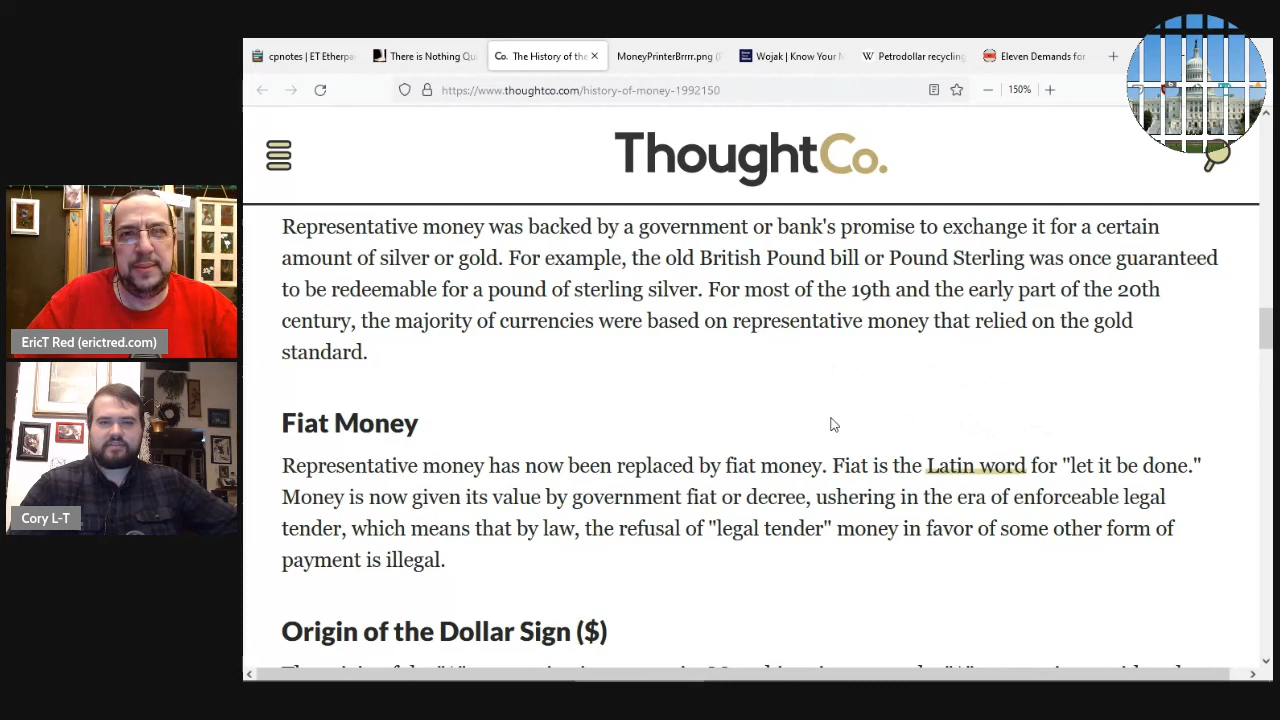 cpnotes | ET Etherpa
There is Nothing Qu
Co. The History of the
MoneyPrinterBrrrr.png (
Wojak | Know Your M
W Petrodollar recycling
Eleven Demands for
https://www.thoughtco.com/history-of-money-1992150
150%
ThoughtCo.
Representative money was backed by a government or bank's promise to exchange it for a certain
amount of silver or gold. For example, the old British Pound bill or Pound Sterling was once guaranteed
to be redeemable for a pound of sterling silver. For most of the 19th and the early part of the 20th
century, the majority of currencies were based on representative money that relied on the gold
standard.
EricT Red (erictred.com)
Fiat Money
Representative money has now been replaced by fiat money. Fiat is the Latin word for "let it be done."
Money is now given its value by government fiat or decree, ushering in the era of enforceable legal
tender, which means that by law, the refusal of "legal tender" money in favor of some other form of
payment is illegal.
Cory L-T
Origin of the Dollar Sign ($)